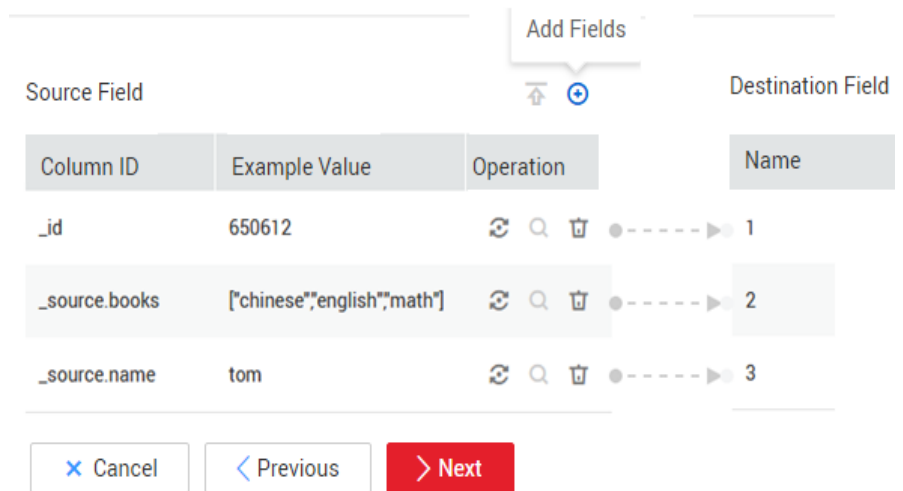 Add Fields
Source Field
Destination Field
Column ID Example Value Operation Name
_id 650612 1
_source.books ["chinese","english","math"] 2
_source.name tom 3
Cancel Previous Next